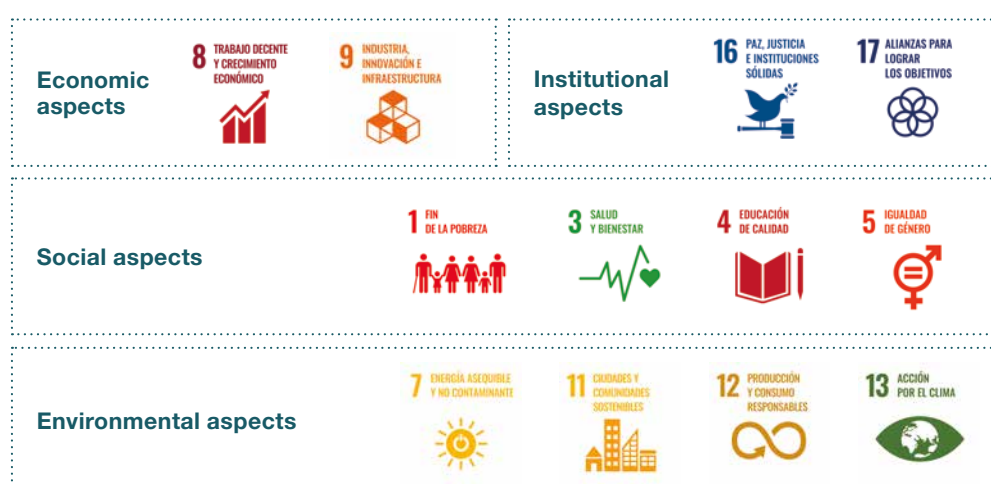 Economic
aspects
8 TRABAJO DECENTE
Y CRECIMIENTO
ECONÓMICO
9 INDUSTRIA,
INNOVACIÓN E
INFRAESTRUCTURA
Institutional
aspects
16 PAZ, JUSTICIA
E INSTITUCIONES
SÓLIDAS
17 ALIANZAS PARA
LOGRAR
LOS OBJETIVOS
Social aspects
1 FIN
DE LA POBREZA
3 SALUD
Y BIENESTAR
4 EDUCACIÓN
DE CALIDAD
5 IGUALDAD
DE GÉNERO
Environmental aspects
7 ENERGÍA ASEQUIBLE
Y NO CONTAMINANTE
11 CIUDADES Y
COMUNIDADES
SOSTENIBLES
12 PRODUCCIÓN
Y CONSUMO
RESPONSABLES
13 ACCIÓN
POR EL CLIMA